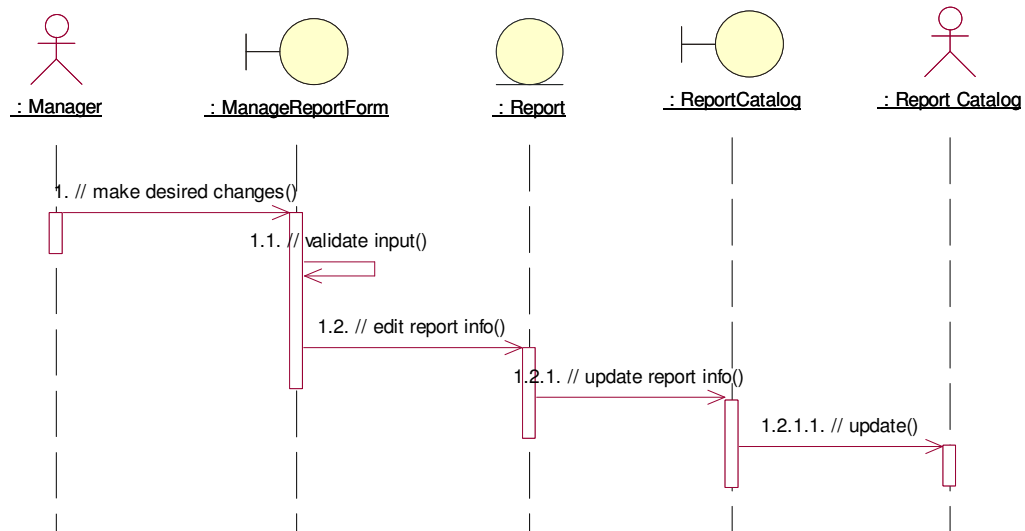 : Manager
: ManageReportForm
: Report
: ReportCatalog
: Report Catalog
1. // make desired changes()
1.1. // validate input()
1.2. // edit report info()
1.2.1. // update report info()
1.2.1.1. // update()